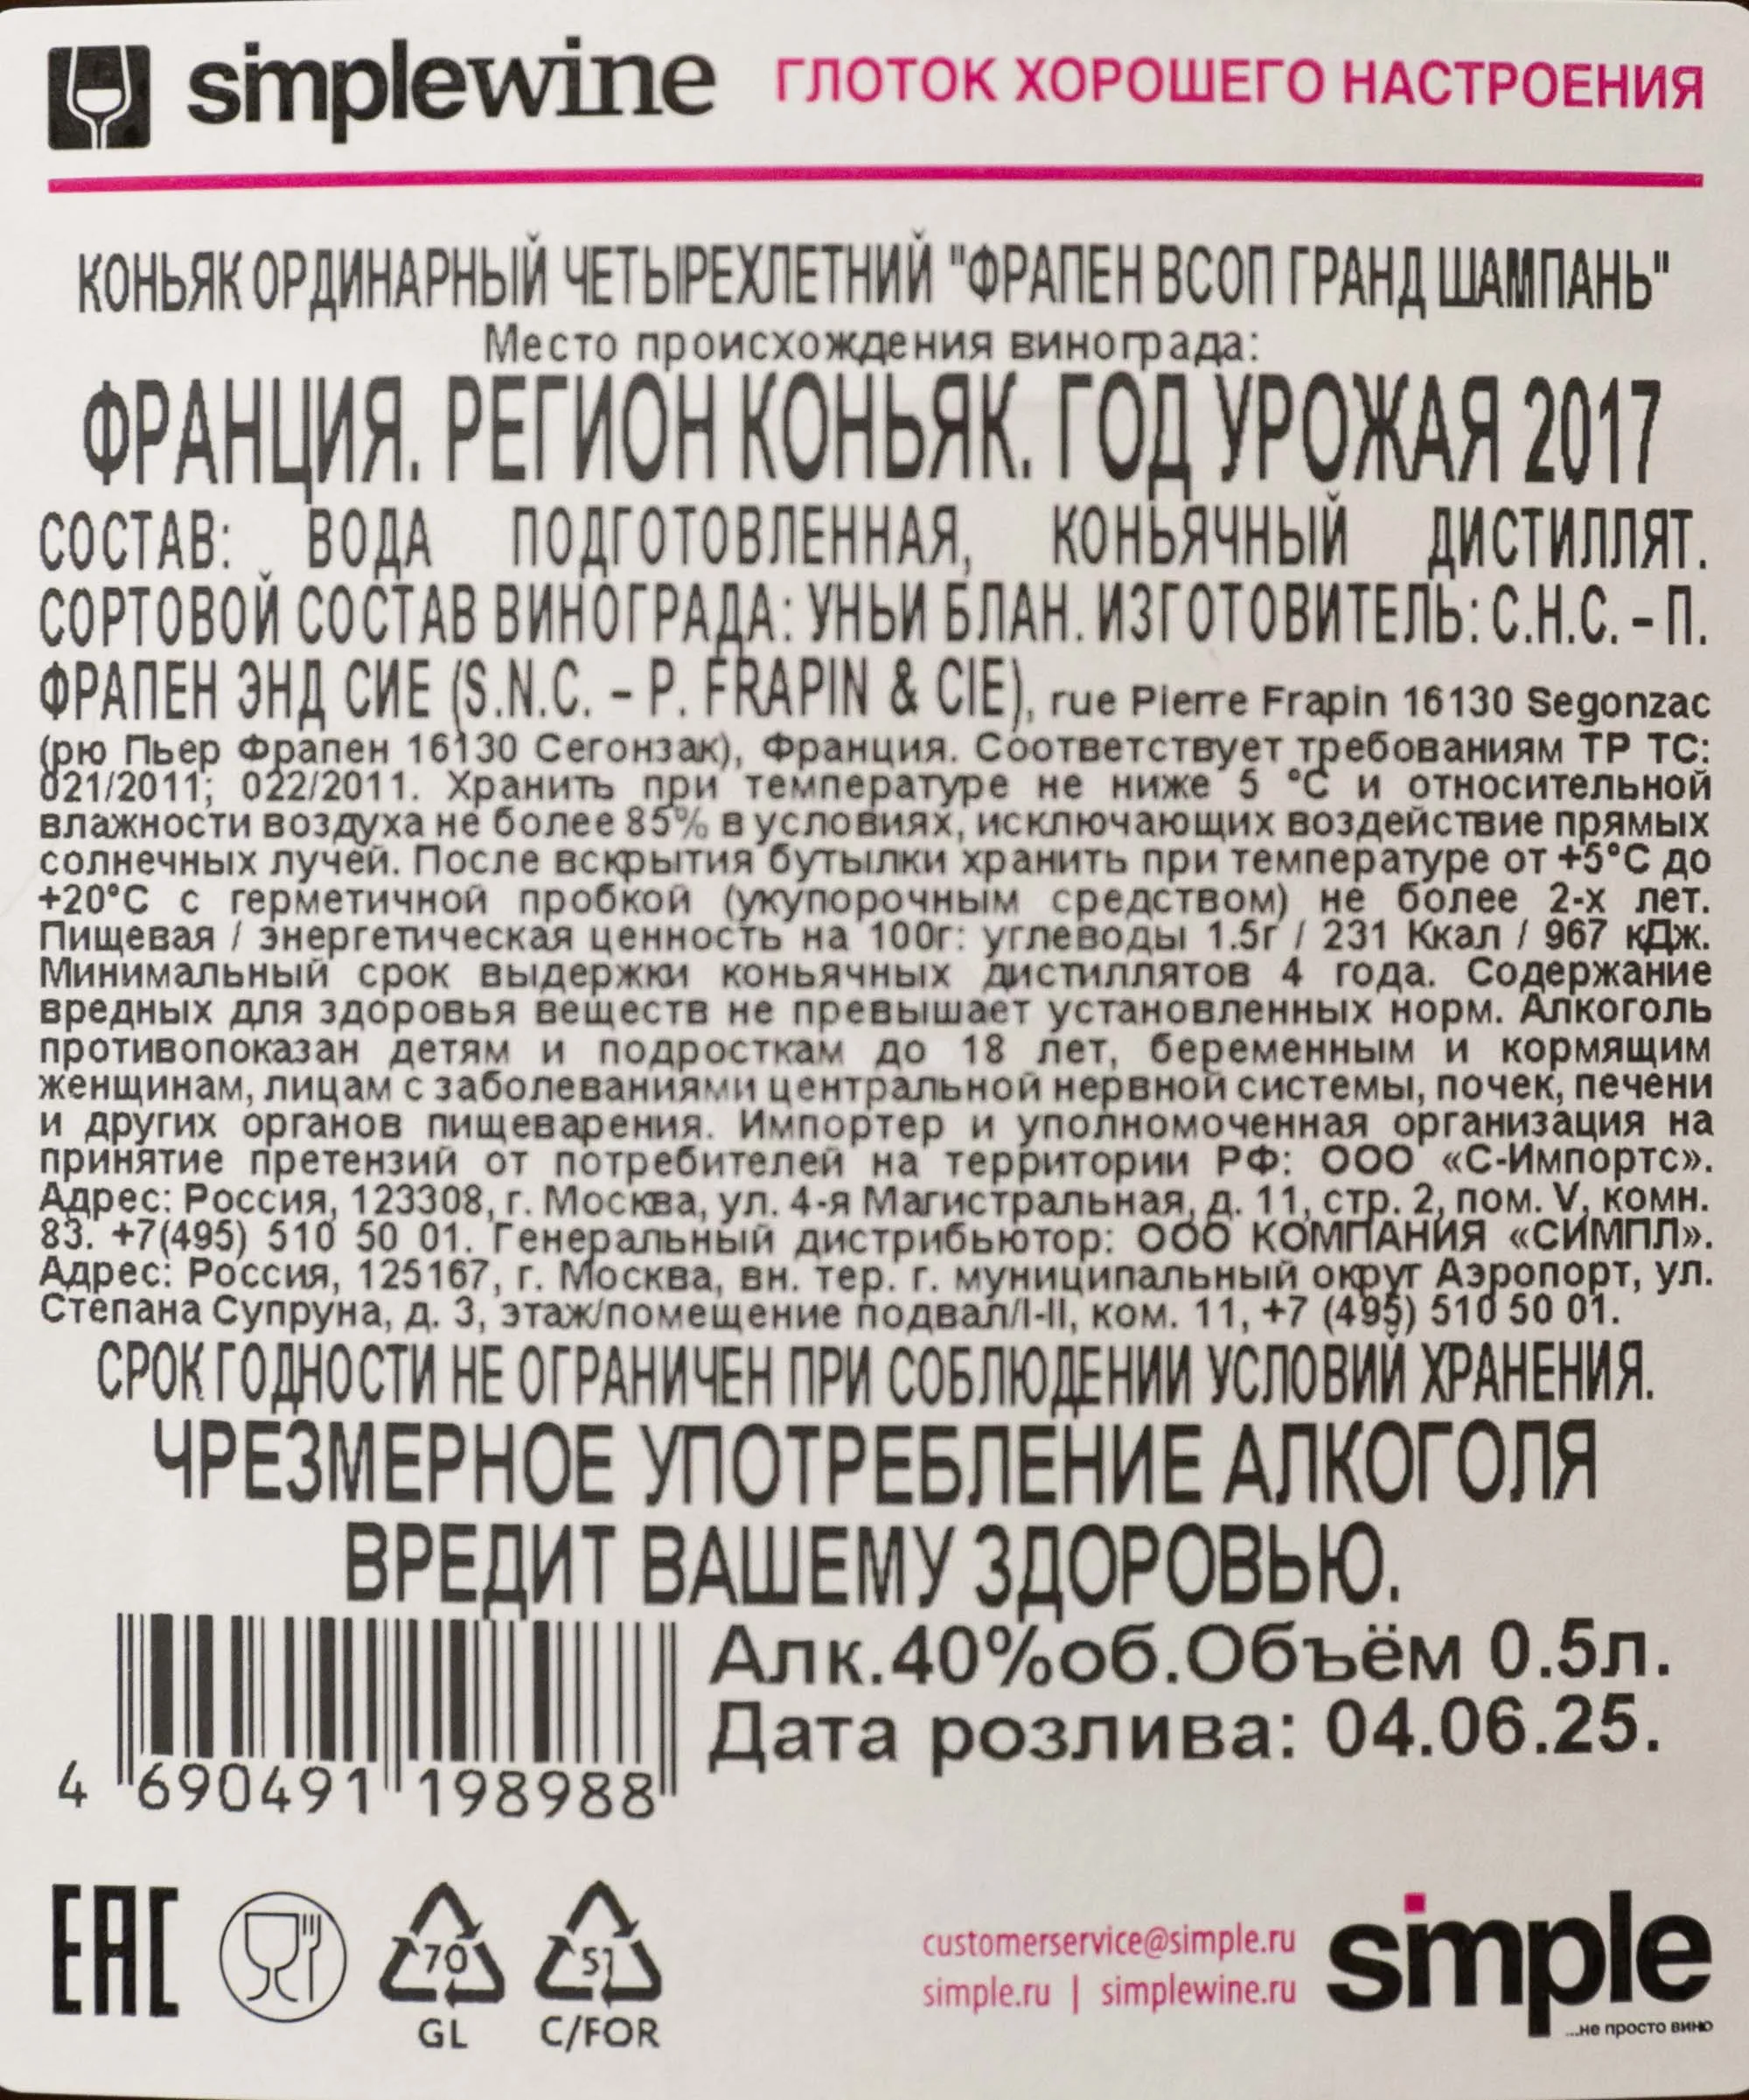 simplewine ГЛОТОК ХОРОШЕГО НАСТРОЕНИЯ
КОНЬЯК ОРДИНАРНЫЙ ЧЕТЫРЕХЛЕТНИЙ "ФРАПЕН ВСОП ГРАНД ШАМПАНЬ"
Место происхождения винограда:
ФРАНЦИЯ. РЕГИОН КОНЬЯК. ГОД УРОЖАЯ 2017
СОСТАВ: ВОДА ПОДГОТОВЛЕННАЯ, КОНЬЯЧНЫЙ ДИСТИЛЛЯТ.
СОРТОВОЙ СОСТАВ ВИНОГРАДА: УНЬИ БЛАН. ИЗГОТОВИТЕЛЬ: С.Н.С. – П.
ФРАПЕН ЭНД СИЕ (S.N.C. – P. FRAPIN & CIE), rue Pierre Frapin 16130 Segonzac
(рю Пьер Фрапен 16130 Сегонзак), Франция. Соответствует требованиям ТР ТС:
021/2011; 022/2011. Хранить при температуре не ниже 5 °С и относительной
влажности воздуха не более 85% в условиях, исключающих воздействие прямых
солнечных лучей. После вскрытия бутылки хранить при температуре от +5°С до
+20°С с герметичной пробкой (укупорочным средством) не более 2-х лет.
Пищевая / энергетическая ценность на 100г: углеводы 1.5г / 231 Ккал / 967 кДж.
Минимальный срок выдержки коньячных дистиллятов 4 года. Содержание
вредных для здоровья веществ не превышает установленных норм. Алкоголь
противопоказан детям и подросткам до 18 лет, беременным и кормящим
женщинам, лицам с заболеваниями центральной нервной системы, почек, печени
и других органов пищеварения. Импортер и уполномоченная организация на
принятие претензий от потребителей на территории РФ: ООО «С-Импортс».
Адрес: Россия, 123308, г. Москва, ул. 4-я Магистральная, д. 11, стр. 2, пом. V, комн.
83. +7(495) 510 50 01. Генеральный дистрибьютор: ООО КОМПАНИЯ «СИМПЛ».
Адрес: Россия, 125167, г. Москва, вн. тер. г. муниципальный округ Аэропорт, ул.
Степана Супруна, д. 3, этаж/помещение подвал/I-II, ком. 11, +7 (495) 510 50 01.
СРОК ГОДНОСТИ НЕ ОГРАНИЧЕН ПРИ СОБЛЮДЕНИИ УСЛОВИЙ ХРАНЕНИЯ.
ЧРЕЗМЕРНОЕ УПОТРЕБЛЕНИЕ АЛКОГОЛЯ
ВРЕДИТ ВАШЕМУ ЗДОРОВЬЮ.
Алк.40%об.Объём 0.5л.
Дата розлива: 04.06.25.
4 690491 198988
EAC
70
GL
51
C/FOR
customerservice@simple.ru
simple.ru | simplewine.ru
simple
...не просто вино